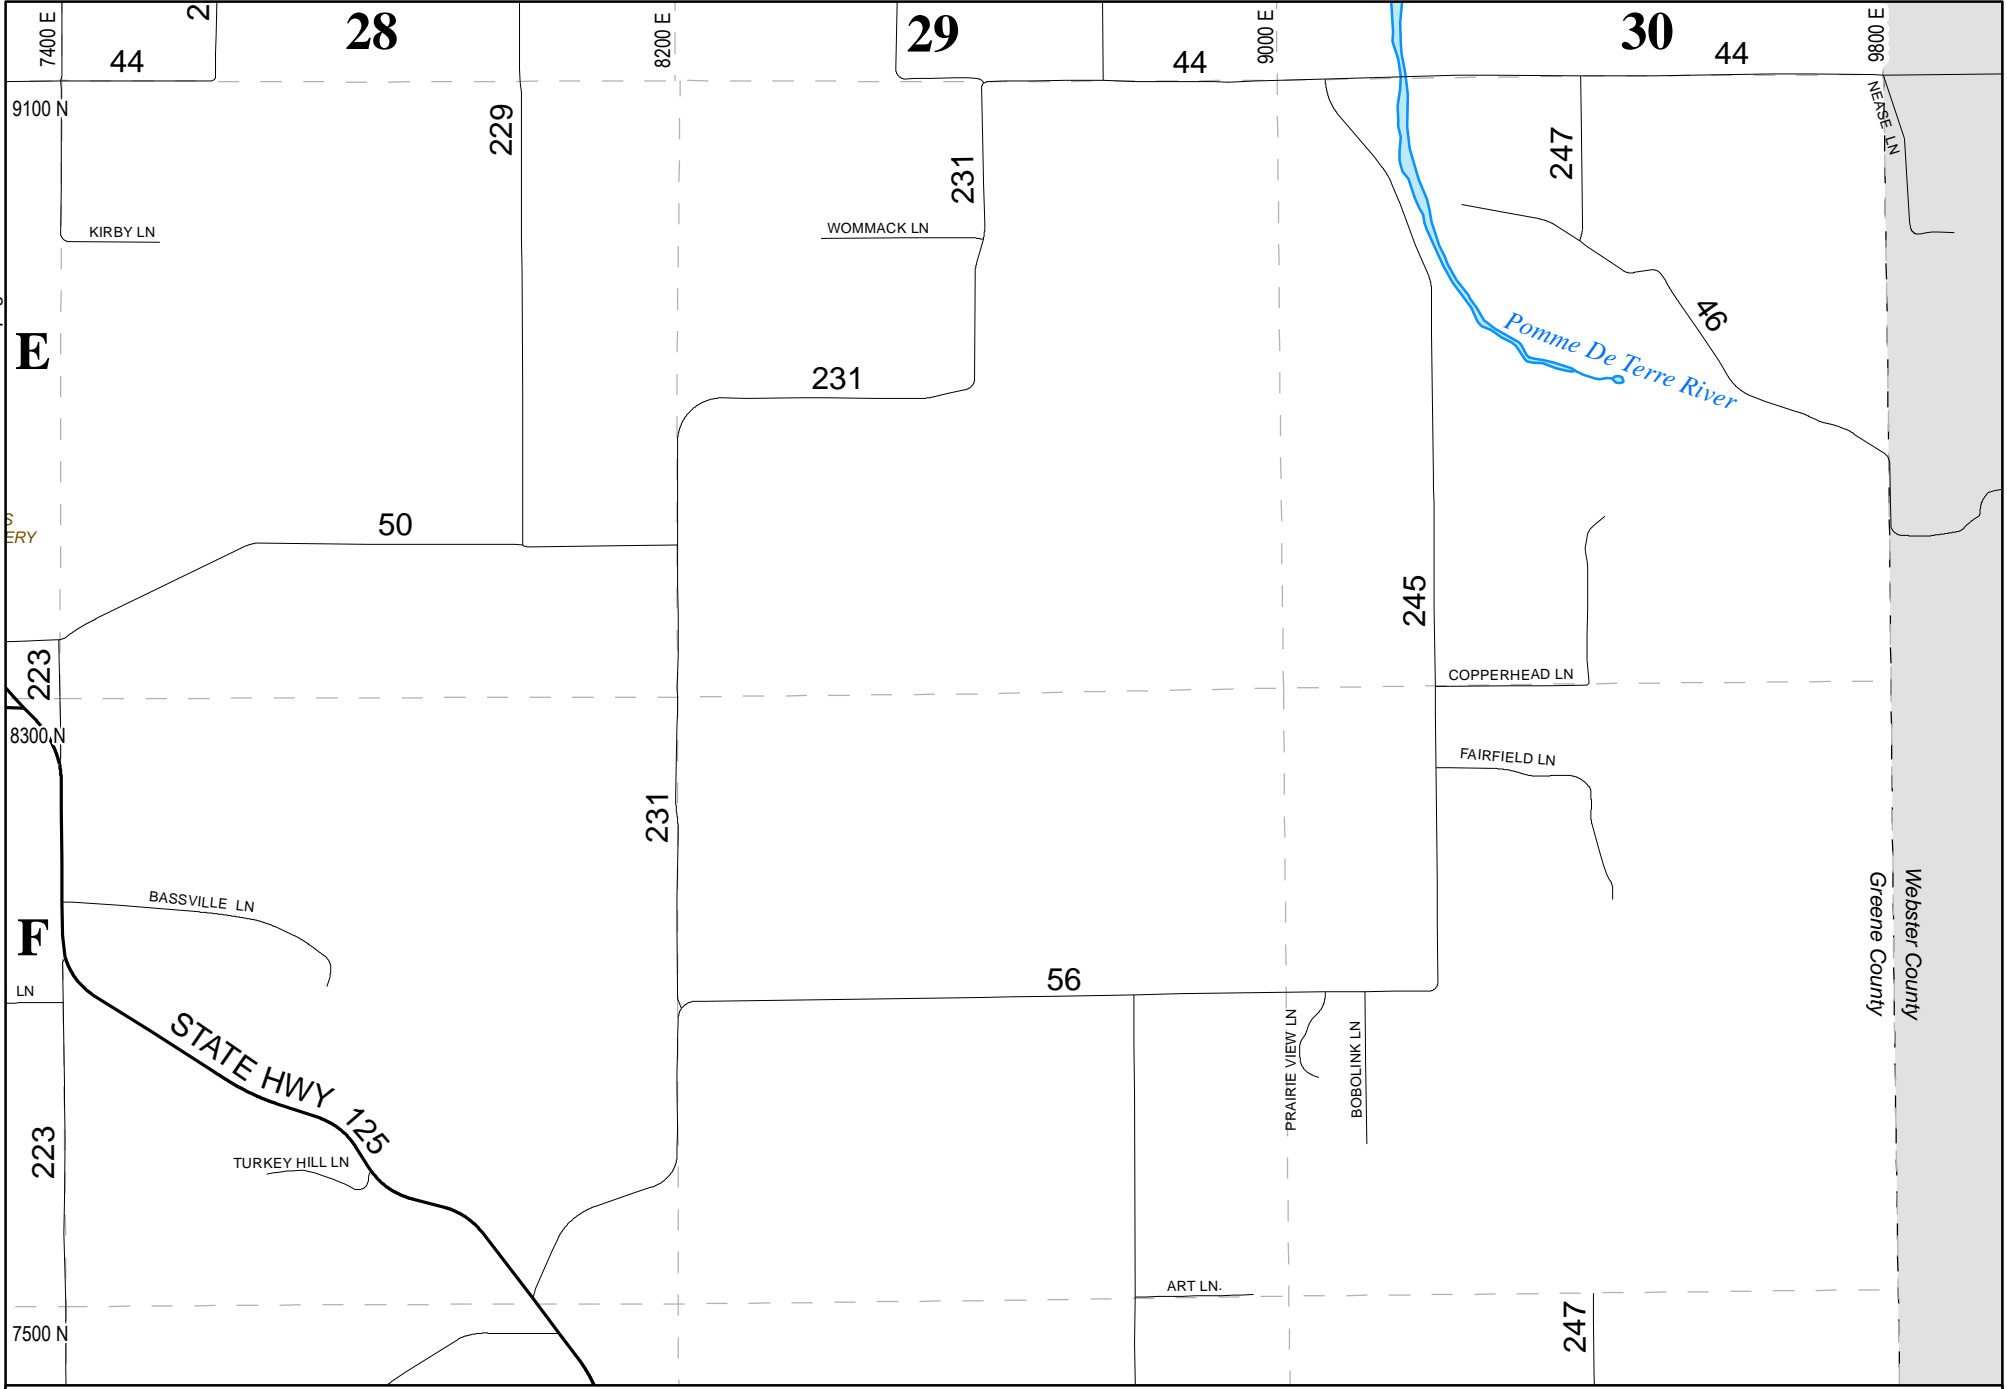 7400 E
2
28
8200 E
29
9000 E
30
9800 E
44
44
44
9100 N
229
231
247
NEASE LN
KIRBY LN
WOMMACK LN
46
E
Pomme De Terre River
231
50
S
ERY
245
223
COPPERHEAD LN
8300 N
FAIRFIELD LN
231
BASSVILLE LN
F
Greene County
Webster County
56
LN
STATE HWY 125
PRAIRIE VIEW LN
BOBOLINK LN
223
TURKEY HILL LN
ART LN.
7500 N
247